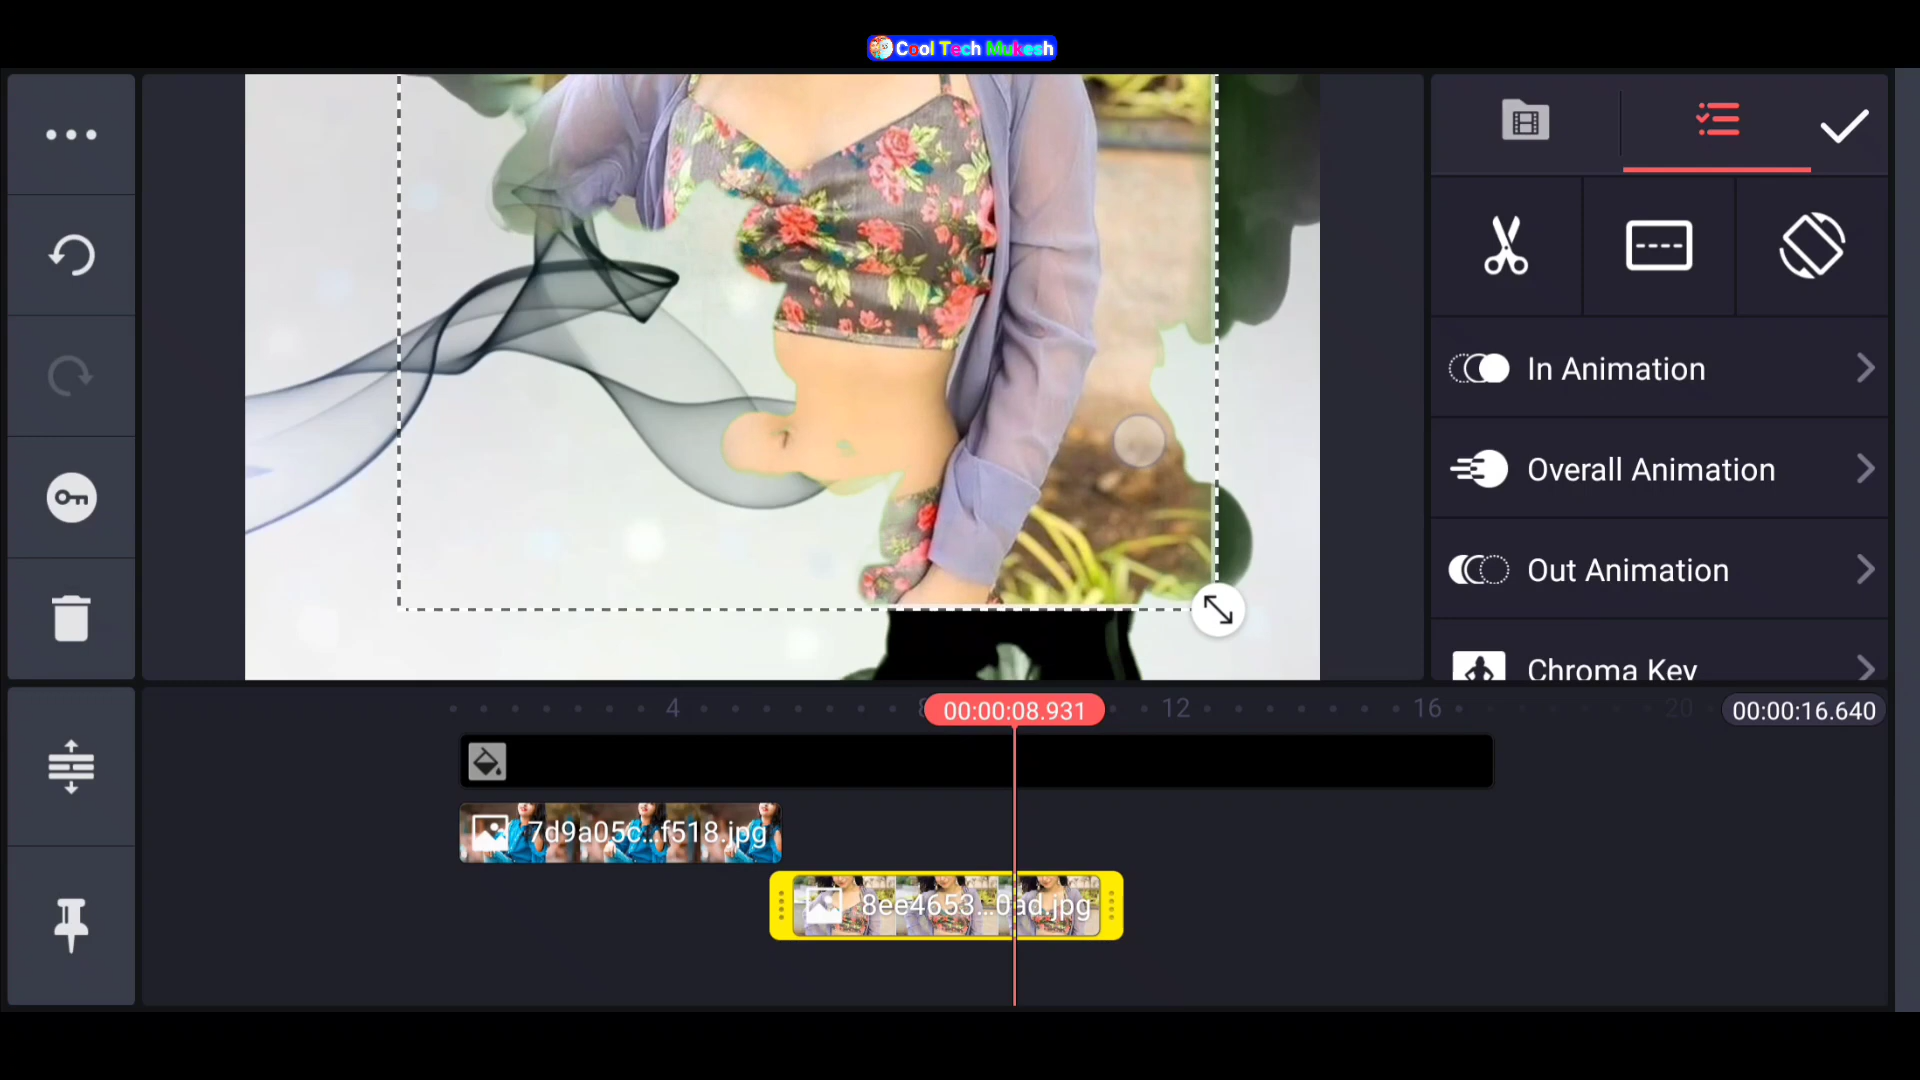 Cool Tech Mukesh
In Animation
Overall Animation
Out Animation
Chroma Key
4
8
00:00:08.931
12
16
20
00:00:16.640
7d9a05c...f518.jpg
8ee4653...0ad.jpg